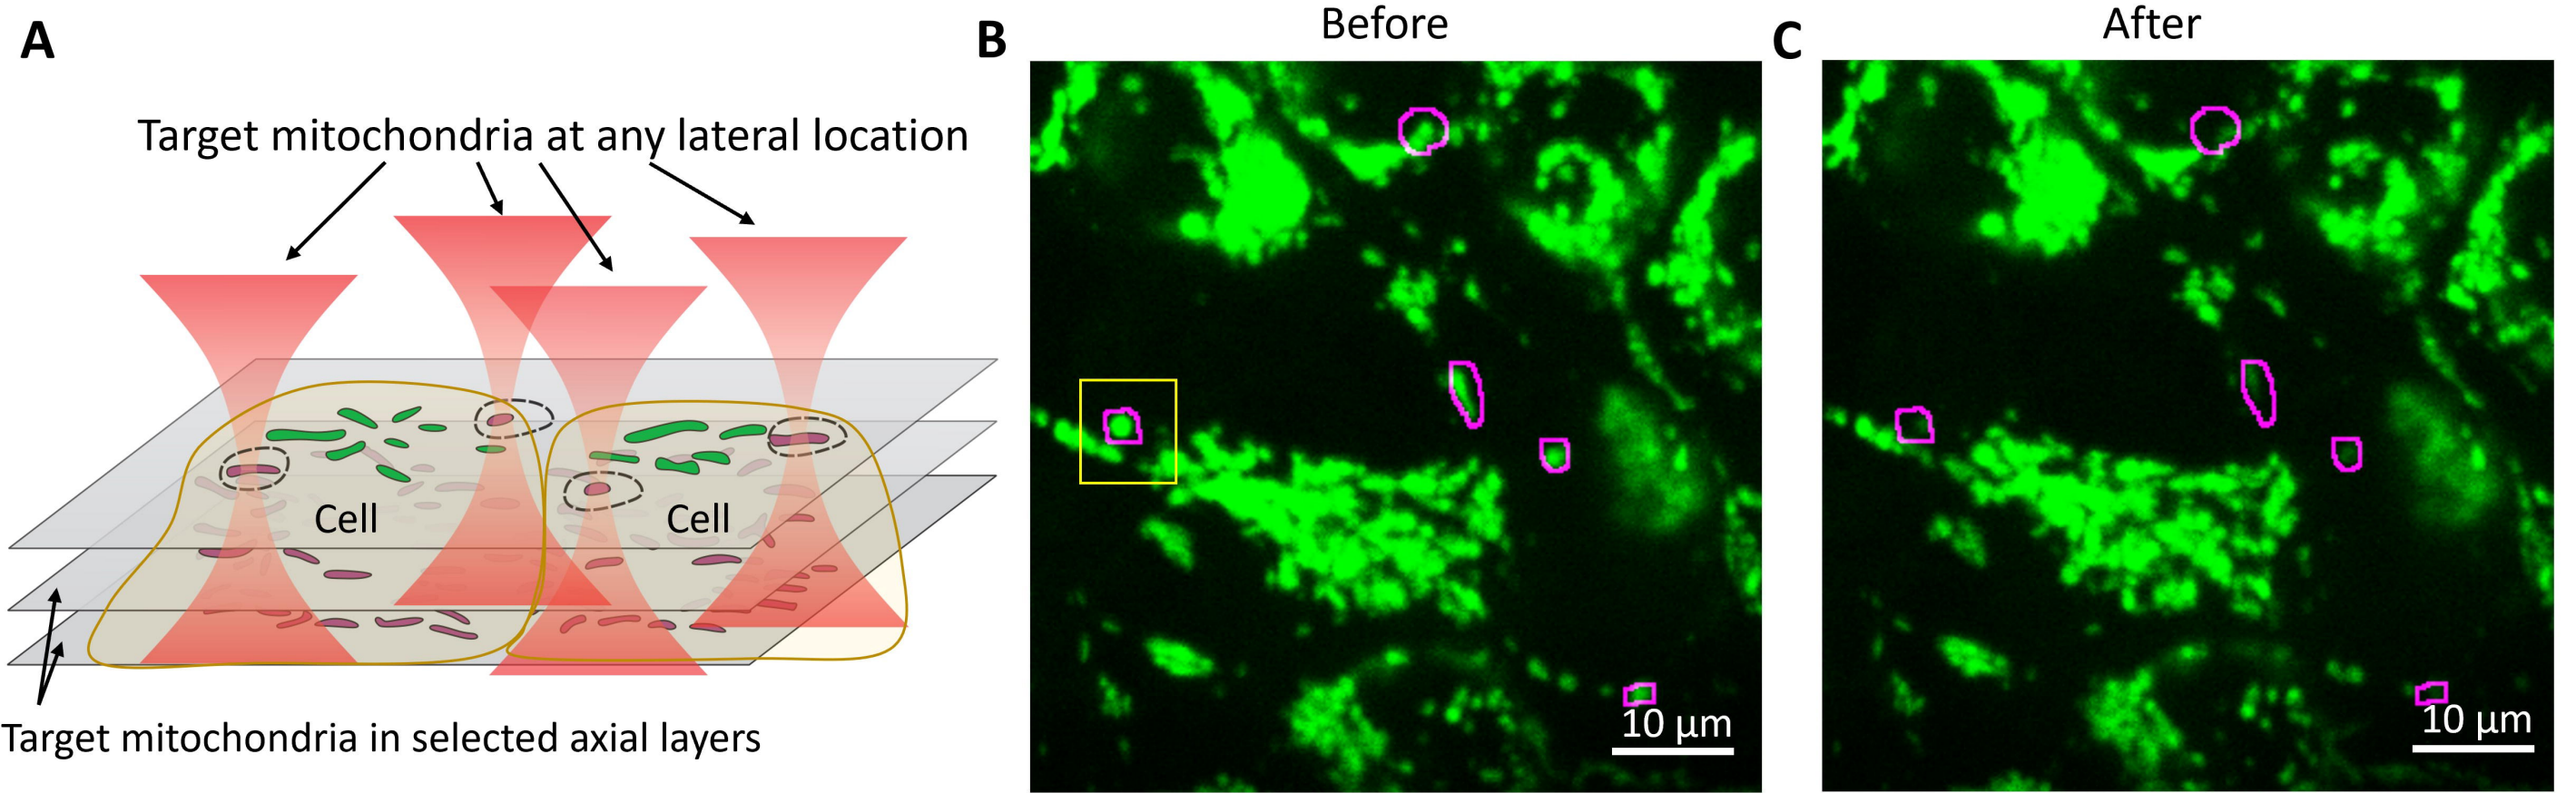 A
Target mitochondria at any lateral location
Cell
Cell
Target mitochondria in selected axial layers
B
Before
10 μm
C
After
10 μm